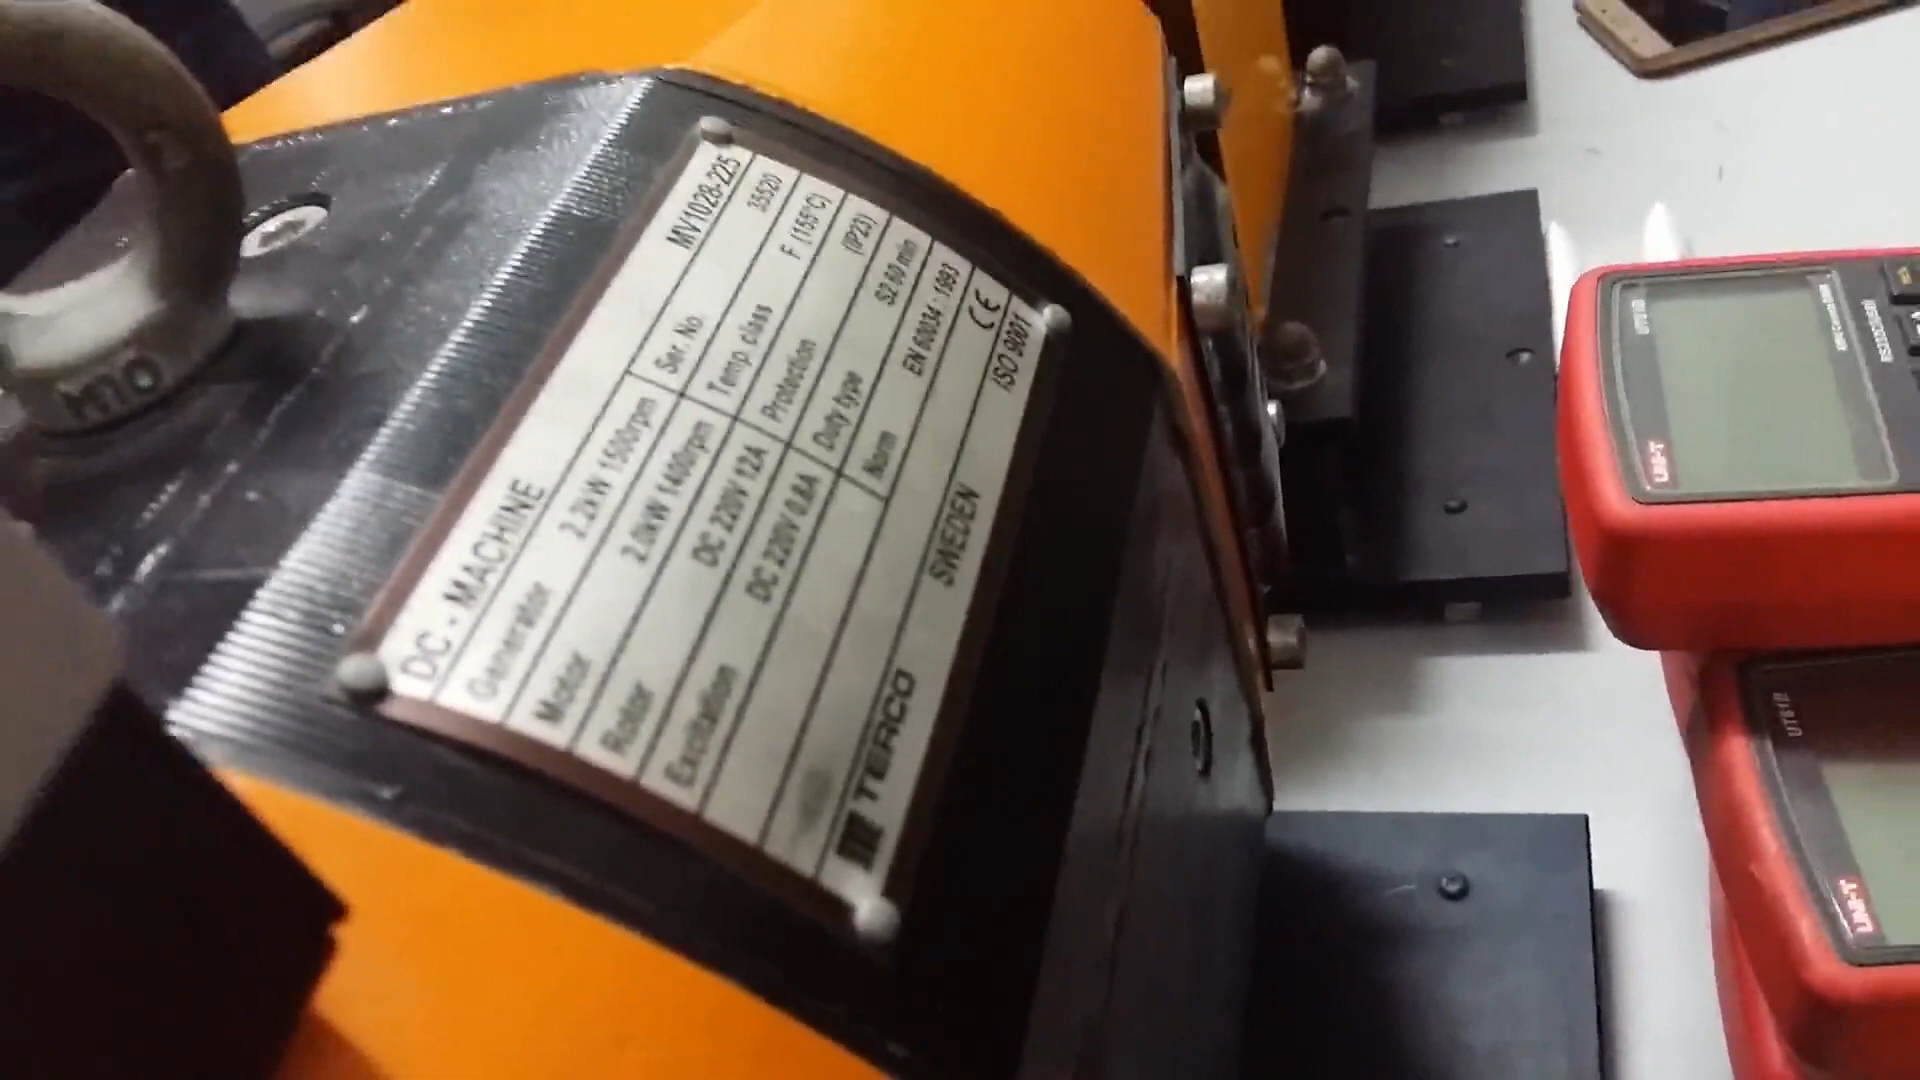 DC - MACHINE MV1028-225
Generator 2.2kW 1500rpm Ser. No. 35520
Motor 2.0kW 1400rpm Temp class F (155°C)
Rotor DC 220V 12A Protection (IP23)
Excitation DC 220V 0.8A Duty type S2 60 min
Norm EN 60034 : 1993
CE
TERCO SWEDEN ISO 9001
M10
UNI-T
UT61B
UNI-T